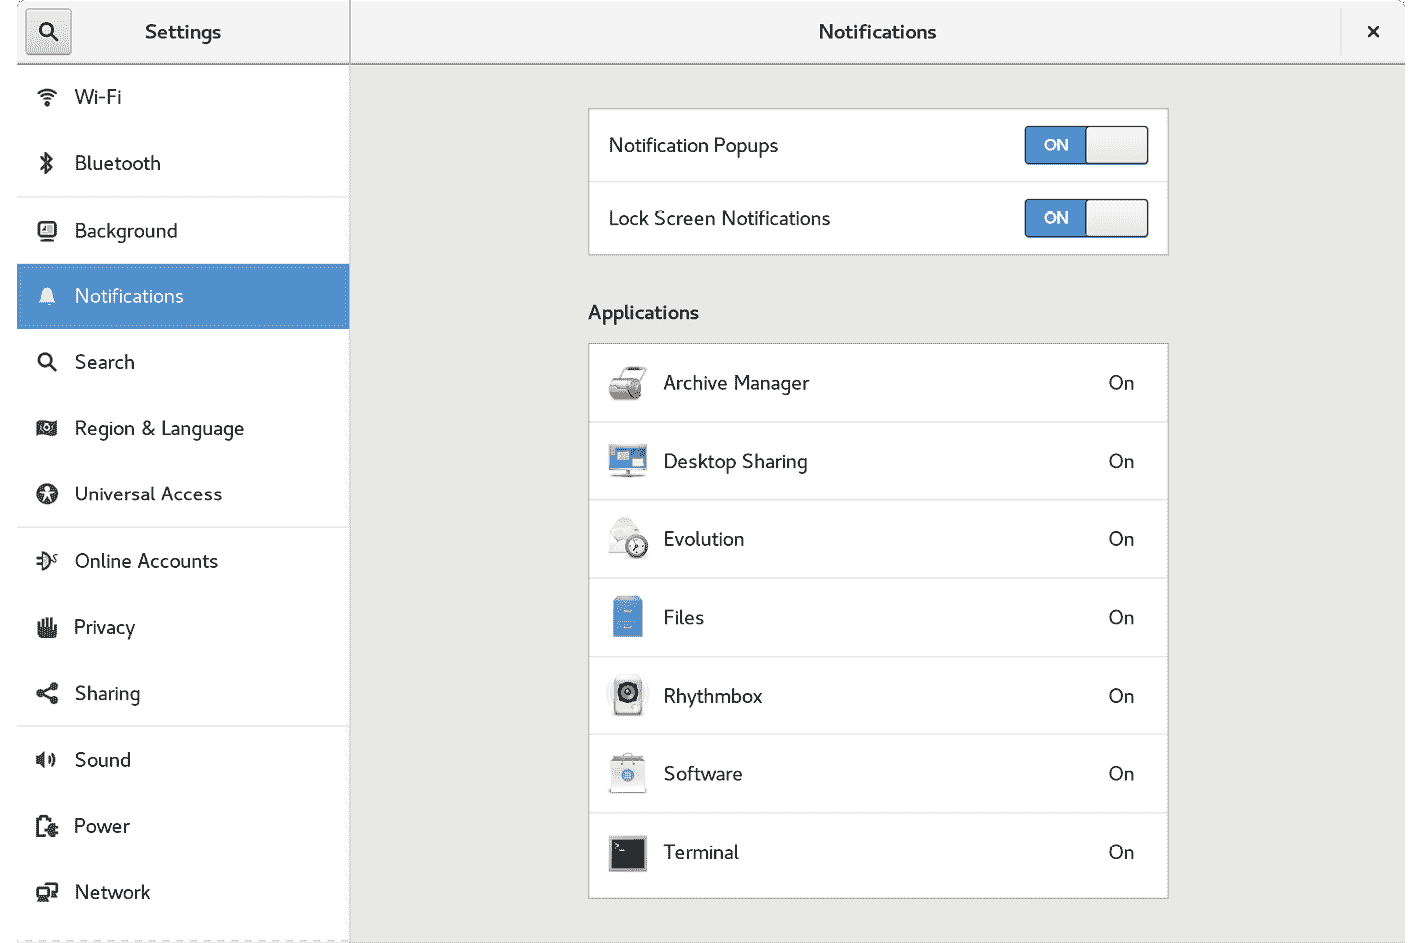 Settings
Notifications
Wi-Fi
Bluetooth
Background
Notifications
Search
Region & Language
Universal Access
Online Accounts
Privacy
Sharing
Sound
Power
Network
Notification Popups ON
Lock Screen Notifications ON
Applications
Archive Manager On
Desktop Sharing On
Evolution On
Files On
Rhythmbox On
Software On
Terminal On